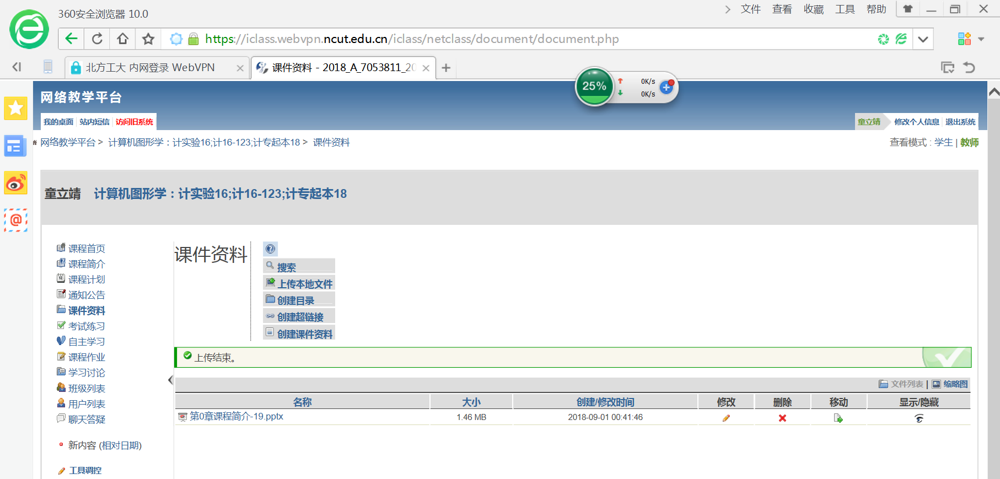 360安全浏览器 10.0
文件 查看 收藏 工具 帮助
https://iclass.webvpn.ncut.edu.cn/iclass/netclass/document/document.php
北方工大 内网登录 WebVPN
课件资料 - 2018_A_7053811_20
25%
0K/s
0K/s
网络教学平台
我的桌面 站内短信 访问旧系统
童立靖 修改个人信息 退出系统
网络教学平台 > 计算机图形学：计实验16;计16-123;计专起本18 > 课件资料
查看模式 : 学生 | 教师
童立靖 计算机图形学：计实验16;计16-123;计专起本18
课程首页
课程简介
课程计划
通知公告
课件资料
考试练习
自主学习
课程作业
学习讨论
班级列表
用户列表
聊天答疑
新内容 (相对日期)
工具调控
课件资料
搜索
上传本地文件
创建目录
创建超链接
创建课件资料
上传结束。
文件列表 | 缩略图
名称 大小 创建/修改时间 修改 删除 移动 显示/隐藏
第0章课程简介-19.pptx 1.46 MB 2018-09-01 00:41:46